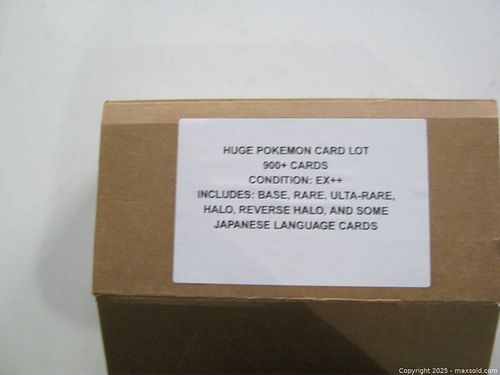 HUGE POKEMON CARD LOT
900+ CARDS
CONDITION: EX++
INCLUDES: BASE, RARE, ULTA-RARE,
HALO, REVERSE HALO, AND SOME
JAPANESE LANGUAGE CARDS
Copyright 2025 - maxsold.com